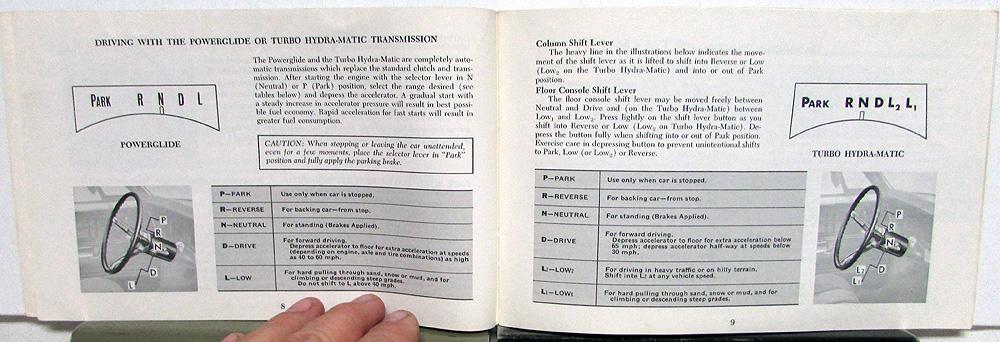 DRIVING WITH THE POWERGLIDE OR TURBO HYDRA-MATIC TRANSMISSION
PARK R N D L
POWERGLIDE
The Powerglide and the Turbo Hydra-Matic are completely auto-
matic transmissions which replace the standard clutch and trans-
mission. After starting the engine with the selector lever in N
(Neutral) or P (Park) position, select the range desired (see
tables below) and depress the accelerator. A gradual start with
a steady increase in accelerator pressure will result in best possi-
ble fuel economy. Rapid acceleration for fast starts will result in
greater fuel consumption.
CAUTION: When stopping or leaving the car unattended,
even for a few moments, place the selector lever in "Park"
position and fully apply the parking brake.
P
R
N
D
L
P—PARK Use only when car is stopped.
R—REVERSE For backing car—from stop.
N—NEUTRAL For standing (Brakes Applied).
D—DRIVE For forward driving.
Depress accelerator to floor for extra acceleration at speeds
(depending on engine, axle and tire combinations) as high
as 40 to 60 mph.
L—LOW For hard pulling through sand, snow or mud, and for
climbing or descending steep grades.
Do not shift to L above 40 mph.
8
Column Shift Lever
The heavy line in the illustrations below indicates the move-
ment of the shift lever as it is lifted to shift into Reverse or Low
(Low2 on the Turbo Hydra-Matic) and into or out of Park
position.
Floor Console Shift Lever
The floor console shift lever may be moved freely between
Neutral and Drive and (on the Turbo Hydra-Matic) between
Low1 and Low2. Press lightly on the shift lever button as you
shift into Reverse or Low (Low2 on Turbo Hydra-Matic). De-
press the button fully when shifting into or out of Park position.
Exercise care in depressing button to prevent unintentional shifts
to Park, Low (or Low2) or Reverse.
PARK R N D L2 L1
TURBO HYDRA-MATIC
P—PARK Use only when car is stopped.
R—REVERSE For backing car—from stop.
N—NEUTRAL For standing (Brakes Applied).
D—DRIVE For forward driving.
Depress accelerator to floor for extra acceleration below
65 mph; depress accelerator half-way at speeds below
30 mph.
L2—LOW2 For driving in heavy traffic or on hilly terrain.
Shift into L2 at any vehicle speed.
L1—LOW1 For hard pulling through sand, snow or mud, and for
climbing or descending steep grades.
P
R
N
D
L2
L1
9